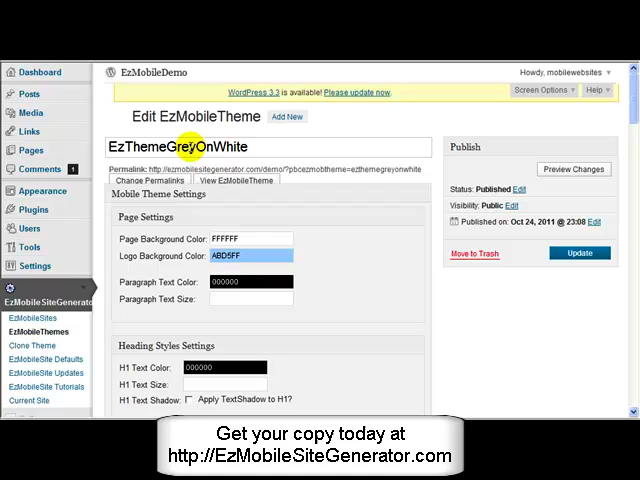 Dashboard
Posts
Media
Links
Pages
Comments 1
Appearance
Plugins
Users
Tools
Settings
EzMobileSiteGenerato
EzMobileSites
EzMobileThemes
Clone Theme
EzMobileSite Defaults
EzMobileSite Updates
EzMobileSite Tutorials
Current Site
EzMobileDemo
Howdy, mobilewebsites
WordPress 3.3 is available! Please update now.
Screen Options
Help
Edit EzMobileTheme
Add New
EzThemeGreyOnWhite
Permalink: http://ezmobilesitegenerator.com/demo/?pbcezmobtheme=ezthemegreyonwhite
Change Permalinks
View EzMobileTheme
Mobile Theme Settings
Page Settings
Page Background Color: FFFFFF
Logo Background Color: ABD5FF
Paragraph Text Color: 000000
Paragraph Text Size:
Heading Styles Settings
H1 Text Color: 000000
H1 Text Size:
H1 Text Shadow: Apply TextShadow to H1?
Publish
Preview Changes
Status: Published Edit
Visibility: Public Edit
Published on: Oct 24, 2011 @ 23:08 Edit
Move to Trash
Update
Get your copy today at
http://EzMobileSiteGenerator.com